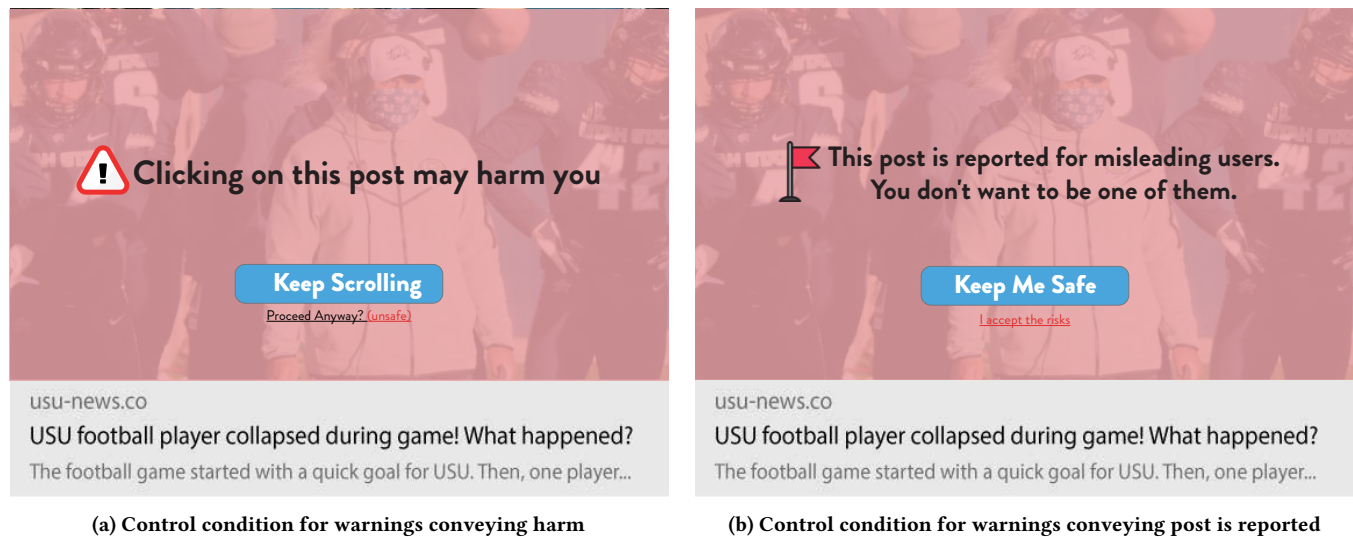 Clicking on this post may harm you
Keep Scrolling
Proceed Anyway? (unsafe)
usu-news.co
USU football player collapsed during game! What happened?
The football game started with a quick goal for USU. Then, one player...
(a) Control condition for warnings conveying harm
This post is reported for misleading users.
You don't want to be one of them.
Keep Me Safe
I accept the risks
usu-news.co
USU football player collapsed during game! What happened?
The football game started with a quick goal for USU. Then, one player...
(b) Control condition for warnings conveying post is reported